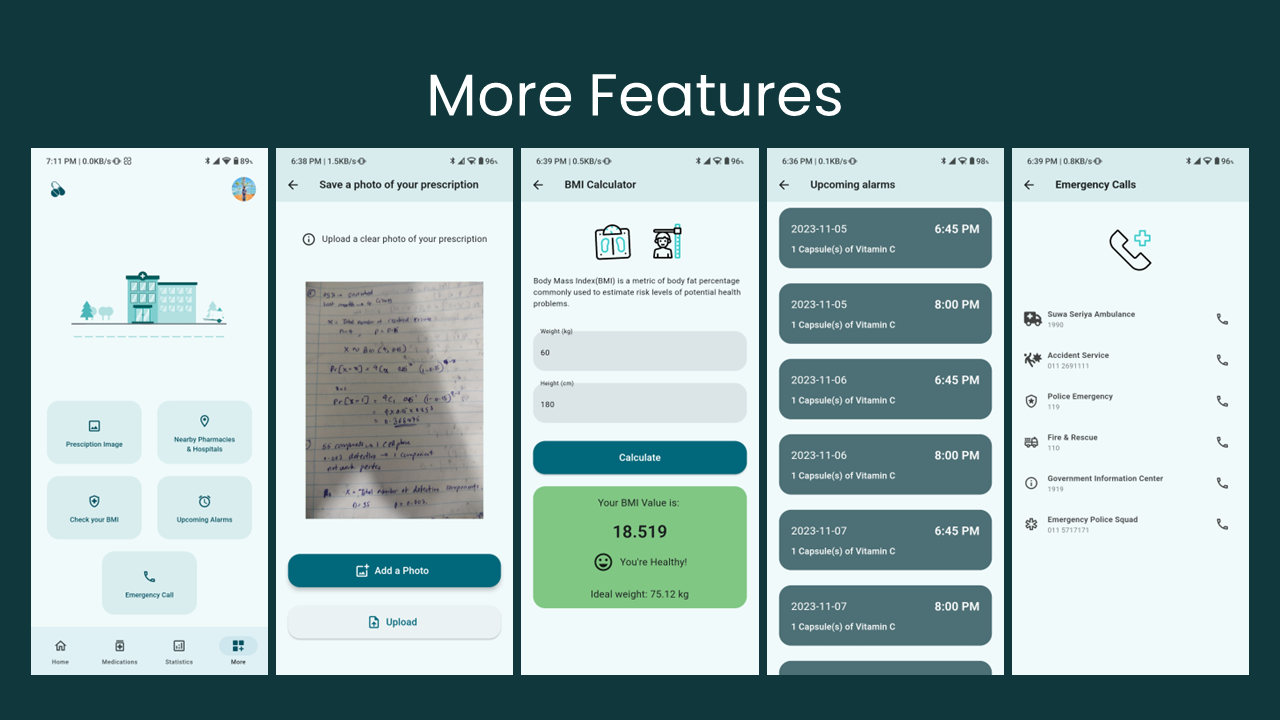 More Features
7:11 PM | 0.0KB/s
89%
Presciption Image
Nearby Pharmacies
& Hospitals
Check your BMI
Upcoming Alarms
Emergency Call
Home
Medications
Statistics
More
6:38 PM | 1.5KB/s
96%
Save a photo of your prescription
Upload a clear photo of your prescription
Add a Photo
Upload
6:39 PM | 0.5KB/s
96%
BMI Calculator
Body Mass Index(BMI) is a metric of body fat percentage
commonly used to estimate risk levels of potential health
problems.
Weight (kg)
60
Height (cm)
180
Calculate
Your BMI Value is:
18.519
You're Healthy!
Ideal weight: 75.12 kg
6:36 PM | 0.1KB/s
98%
Upcoming alarms
2023-11-05 6:45 PM
1 Capsule(s) of Vitamin C
2023-11-05 8:00 PM
1 Capsule(s) of Vitamin C
2023-11-06 6:45 PM
1 Capsule(s) of Vitamin C
2023-11-06 8:00 PM
1 Capsule(s) of Vitamin C
2023-11-07 6:45 PM
1 Capsule(s) of Vitamin C
2023-11-07 8:00 PM
1 Capsule(s) of Vitamin C
6:39 PM | 0.8KB/s
96%
Emergency Calls
Suwa Seriya Ambulance
1990
Accident Service
011 2691111
Police Emergency
119
Fire & Rescue
110
Government Information Center
1919
Emergency Police Squad
011 5717171